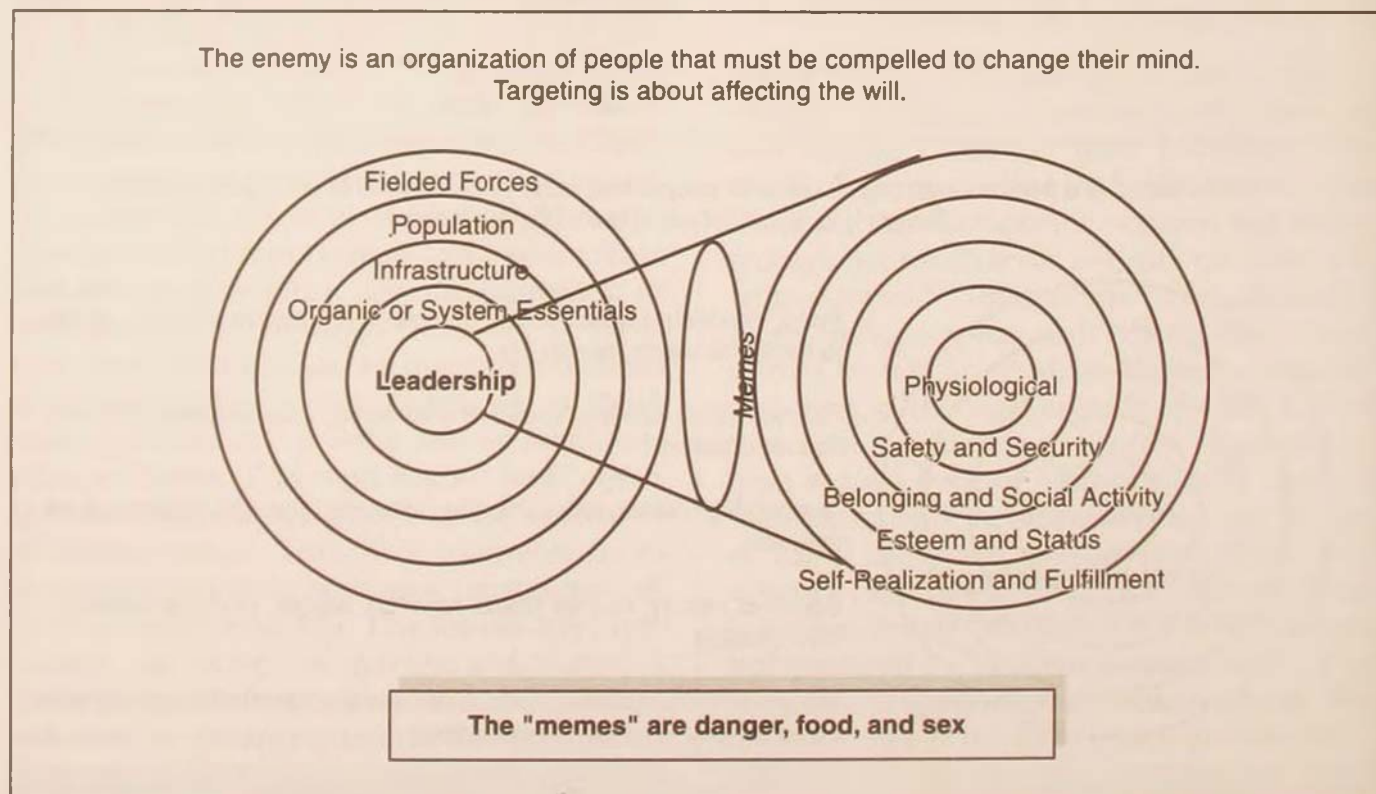 The enemy is an organization of people that must be compelled to change their mind.
Targeting is about affecting the will.
Fielded Forces
Population
Infrastructure
Organic or System Essentials
Leadership
Memes
Physiological
Safety and Security
Belonging and Social Activity
Esteem and Status
Self-Realization and Fulfillment
The "memes" are danger, food, and sex